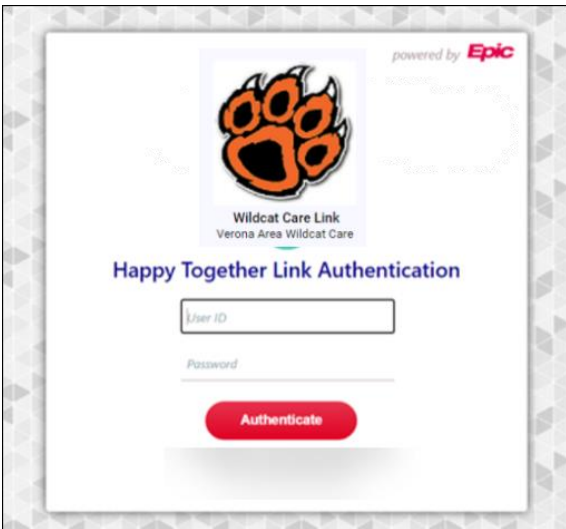 powered by Epic
Wildcat Care Link
Verona Area Wildcat Care
Happy Together Link Authentication
User ID
Password
Authenticate